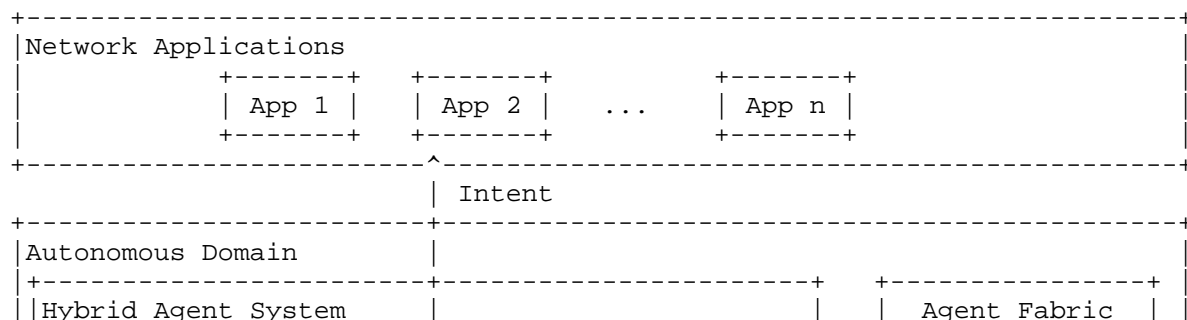 Network Applications
App 1 App 2 ... App n
Intent
Autonomous Domain
Hybrid Agent System Agent Fabric